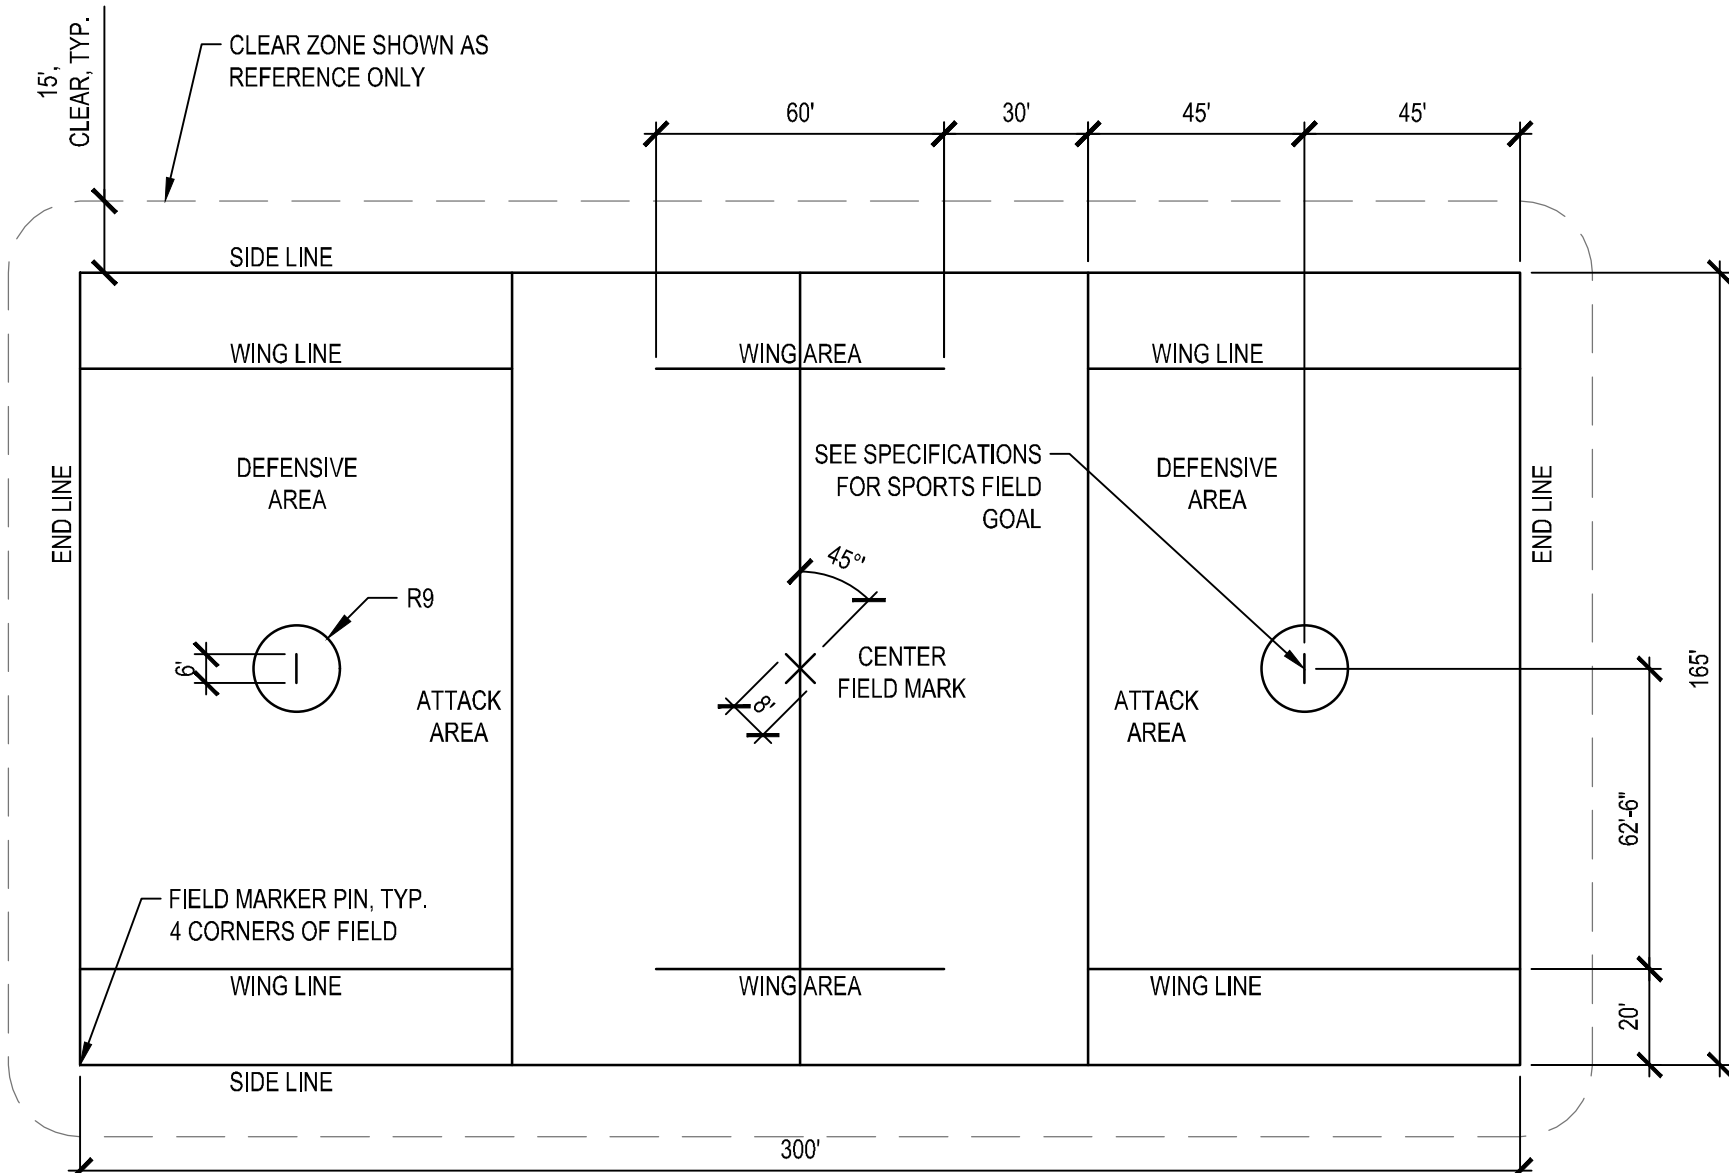 15',
CLEAR, TYP.
CLEAR ZONE SHOWN AS
REFERENCE ONLY
60'
30'
45'
45'
SIDE LINE
WING LINE
WING AREA
WING LINE
END LINE
DEFENSIVE
AREA
SEE SPECIFICATIONS
FOR SPORTS FIELD
GOAL
DEFENSIVE
AREA
END LINE
45°'
R9
6'
CENTER
FIELD MARK
8'
ATTACK
AREA
ATTACK
AREA
165'
62'-6"
FIELD MARKER PIN, TYP.
4 CORNERS OF FIELD
WING LINE
WING AREA
WING LINE
20'
SIDE LINE
300'